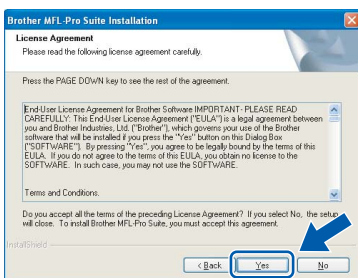 Brother MFL-Pro Suite Installation
License Agreement
Please read the following license agreement carefully.
Press the PAGE DOWN key to see the rest of the agreement.
End-User License Agreement for Brother Software IMPORTANT- PLEASE READ
CAREFULLY: This End-User License Agreement ("EULA") is a legal agreement between
you and Brother Industries, Ltd. ("Brother"), which governs your use of the Brother
software that will be installed if you press the "Yes" button on this Dialog Box
("SOFTWARE"). By pressing "Yes", you agree to be legally bound by the terms of this
EULA. If you do not agree to the terms of this EULA, you obtain no license to the
SOFTWARE. In such case, you may not use the SOFTWARE.
Terms and Conditions.
Do you accept all the terms of the preceding License Agreement? If you select No, the setup
will close. To install Brother MFL-Pro Suite, you must accept this agreement.
InstallShield
< Back Yes No